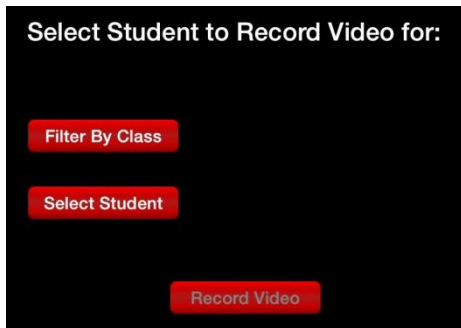 Select Student to Record Video for:
Filter By Class
Select Student
Record Video